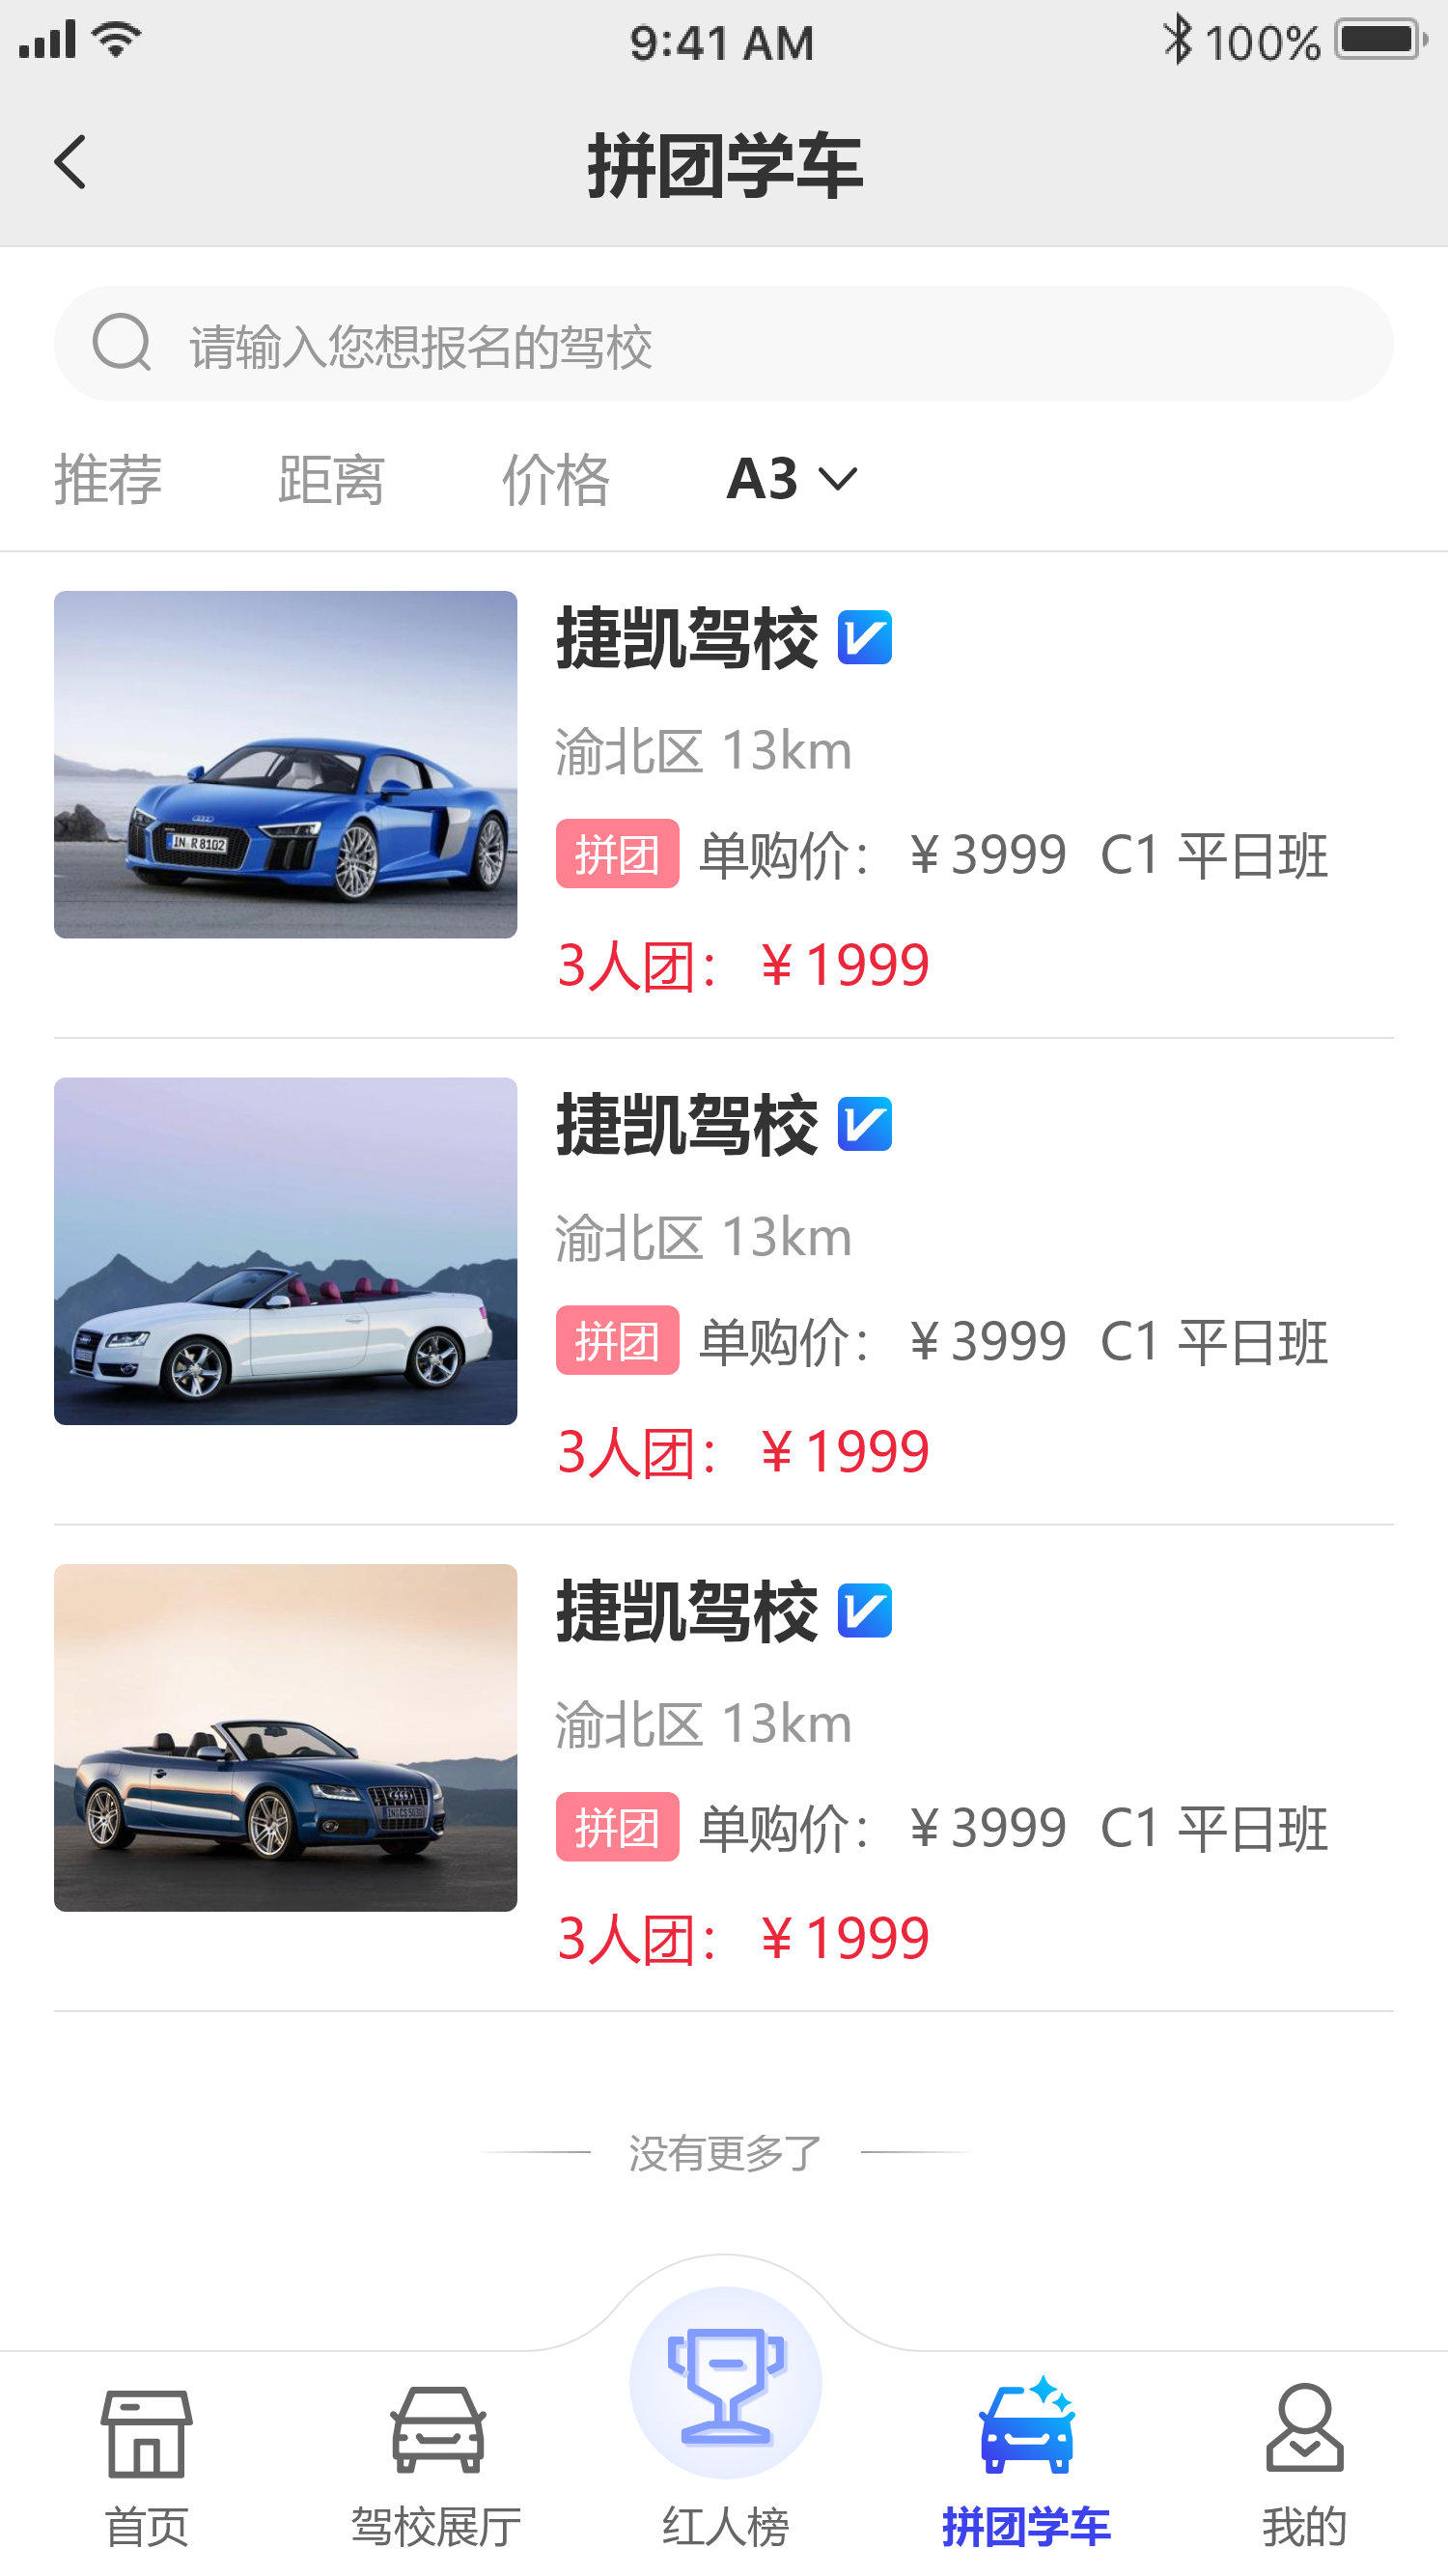 9:41 AM 100%
拼团学车
请输入您想报名的驾校
推荐 距离 价格 A3
捷凯驾校
渝北区 13km
拼团 单购价：￥3999 C1 平日班
3人团：￥1999
IN R 8102
捷凯驾校
渝北区 13km
拼团 单购价：￥3999 C1 平日班
3人团：￥1999
捷凯驾校
渝北区 13km
拼团 单购价：￥3999 C1 平日班
3人团：￥1999
没有更多了
首页 驾校展厅 红人榜 拼团学车 我的